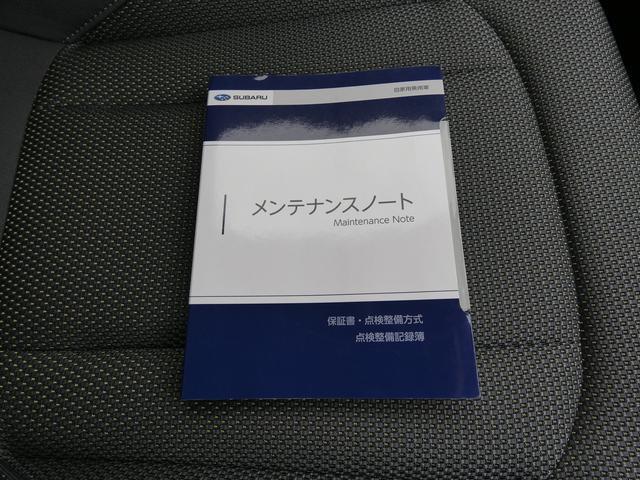 SUBARU
自家用乗用車
メンテナンスノート
Maintenance Note
保証書・点検整備方式
点検整備記録簿